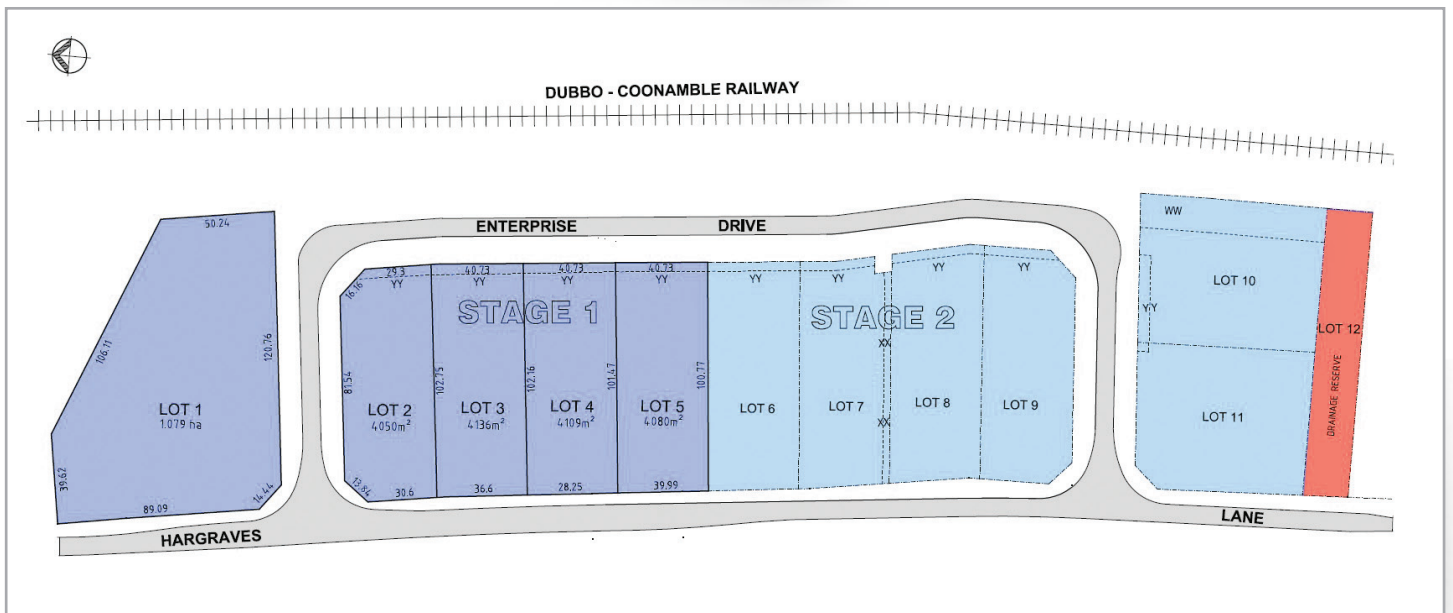 DUBBO - COONAMBLE RAILWAY
ENTERPRISE DRIVE
HARGRAVES LANE
STAGE 1
STAGE 2
50.24
106.11
120.76
LOT 1
1.079 ha
39.62
89.09
14.44
29.3
YY
16.16
81.54
LOT 2
4050m²
13.84
30.6
40.73
YY
102.75
LOT 3
4136m²
36.6
40.73
YY
102.16
LOT 4
4109m²
28.25
40.73
YY
101.47
LOT 5
4080m²
39.99
100.77
YY
LOT 6
YY
LOT 7
XX
XX
YY
LOT 8
YY
LOT 9
WW
LOT 10
YY
LOT 11
LOT 12
DRAINAGE RESERVE